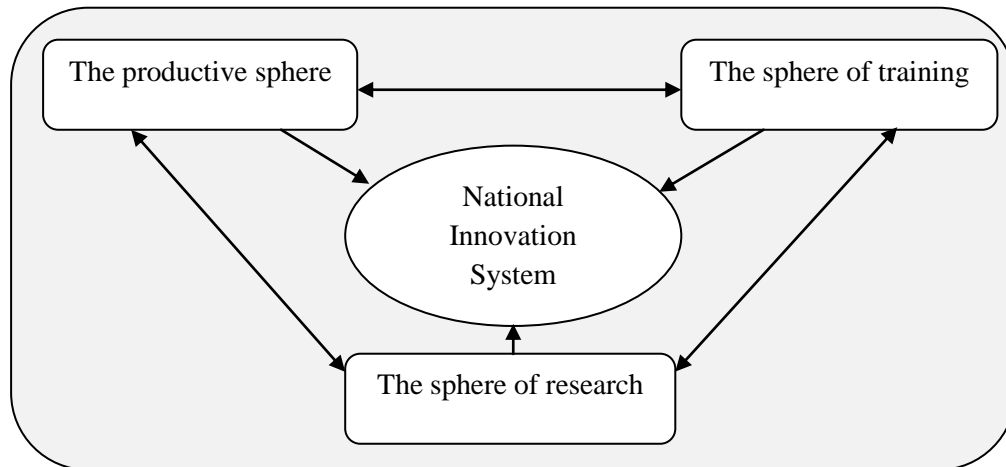 The productive sphere
The sphere of training
National
Innovation
System
The sphere of research